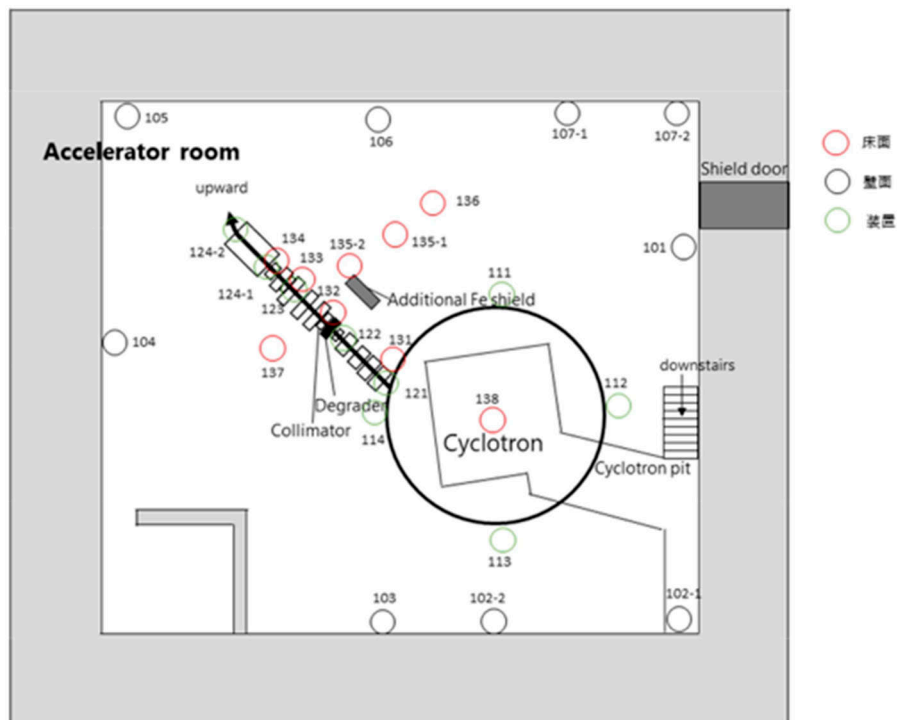 105
106
107-1
107-2
Accelerator room
床面
壁面
装置
Shield door
upward
136
135-1
135-2
134
133
132
101
124-2
124-1
123
111
Additional Fe shield
122
131
104
137
121
112
downstairs
138
Degrader
Collimator
114
Cyclotron
Cyclotron pit
113
103
102-2
102-1